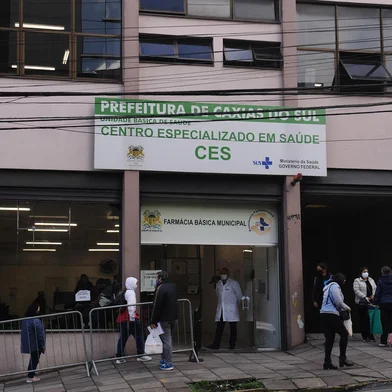 PREFEITURA DE CAXIAS DO SUL
UNIDADE BÁSICA DE SAÚDE
CENTRO ESPECIALIZADO EM SAÚDE
CES
SUS
Ministério da Saúde
GOVERNO FEDERAL
FARMÁCIA BÁSICA MUNICIPAL